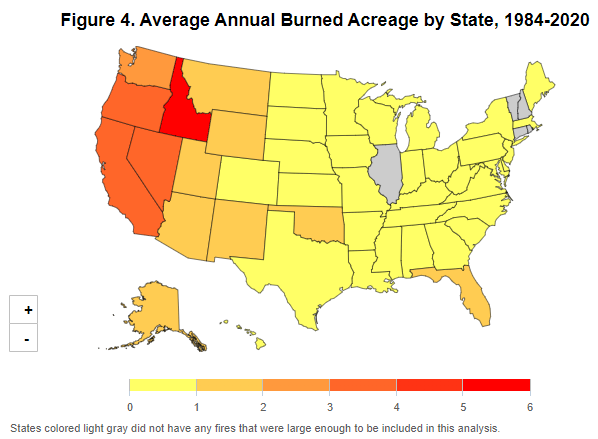 Figure 4. Average Annual Burned Acreage by State, 1984-2020
+
-
0 1 2 3 4 5 6
States colored light gray did not have any fires that were large enough to be included in this analysis.